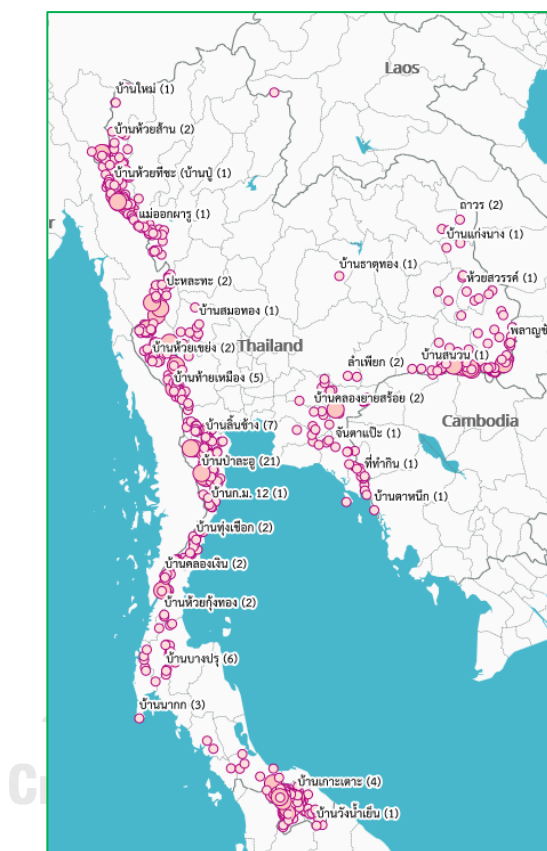 Laos
บ้านใหม่ (1)
บ้านห้วยส้าน (2)
บ้านห้วยทีชะ (บ้านปู่ (1)
แม่ออกผารู (1)
ถาวร (2)
บ้านแก่งนาง (1)
ปะหละทะ (2)
บ้านธาตุทอง (1)
ห้วยสวรรค์ (1)
บ้านสมอทอง (1)
Thailand
บ้านห้วยเขย่ง (2)
บ้านสนวน (1)
ลำเพียก (2)
บ้านท้ายเหมือง (5)
บ้านคลองยายสร้อย (2)
Cambodia
บ้านลิ้นช้าง (7)
จันตาแป๊ะ (1)
บ้านป่าละอู (21)
ที่ทำกิน (1)
บ้านก.ม. 12 (1)
บ้านตาหนึก (1)
บ้านทุ่งเชือก (2)
บ้านคลองเงิน (2)
บ้านห้วยกุ้งทอง (2)
บ้านบางปรุ (6)
บ้านนากก (3)
บ้านเกาะเตาะ (4)
บ้านวังน้ำเย็น (1)